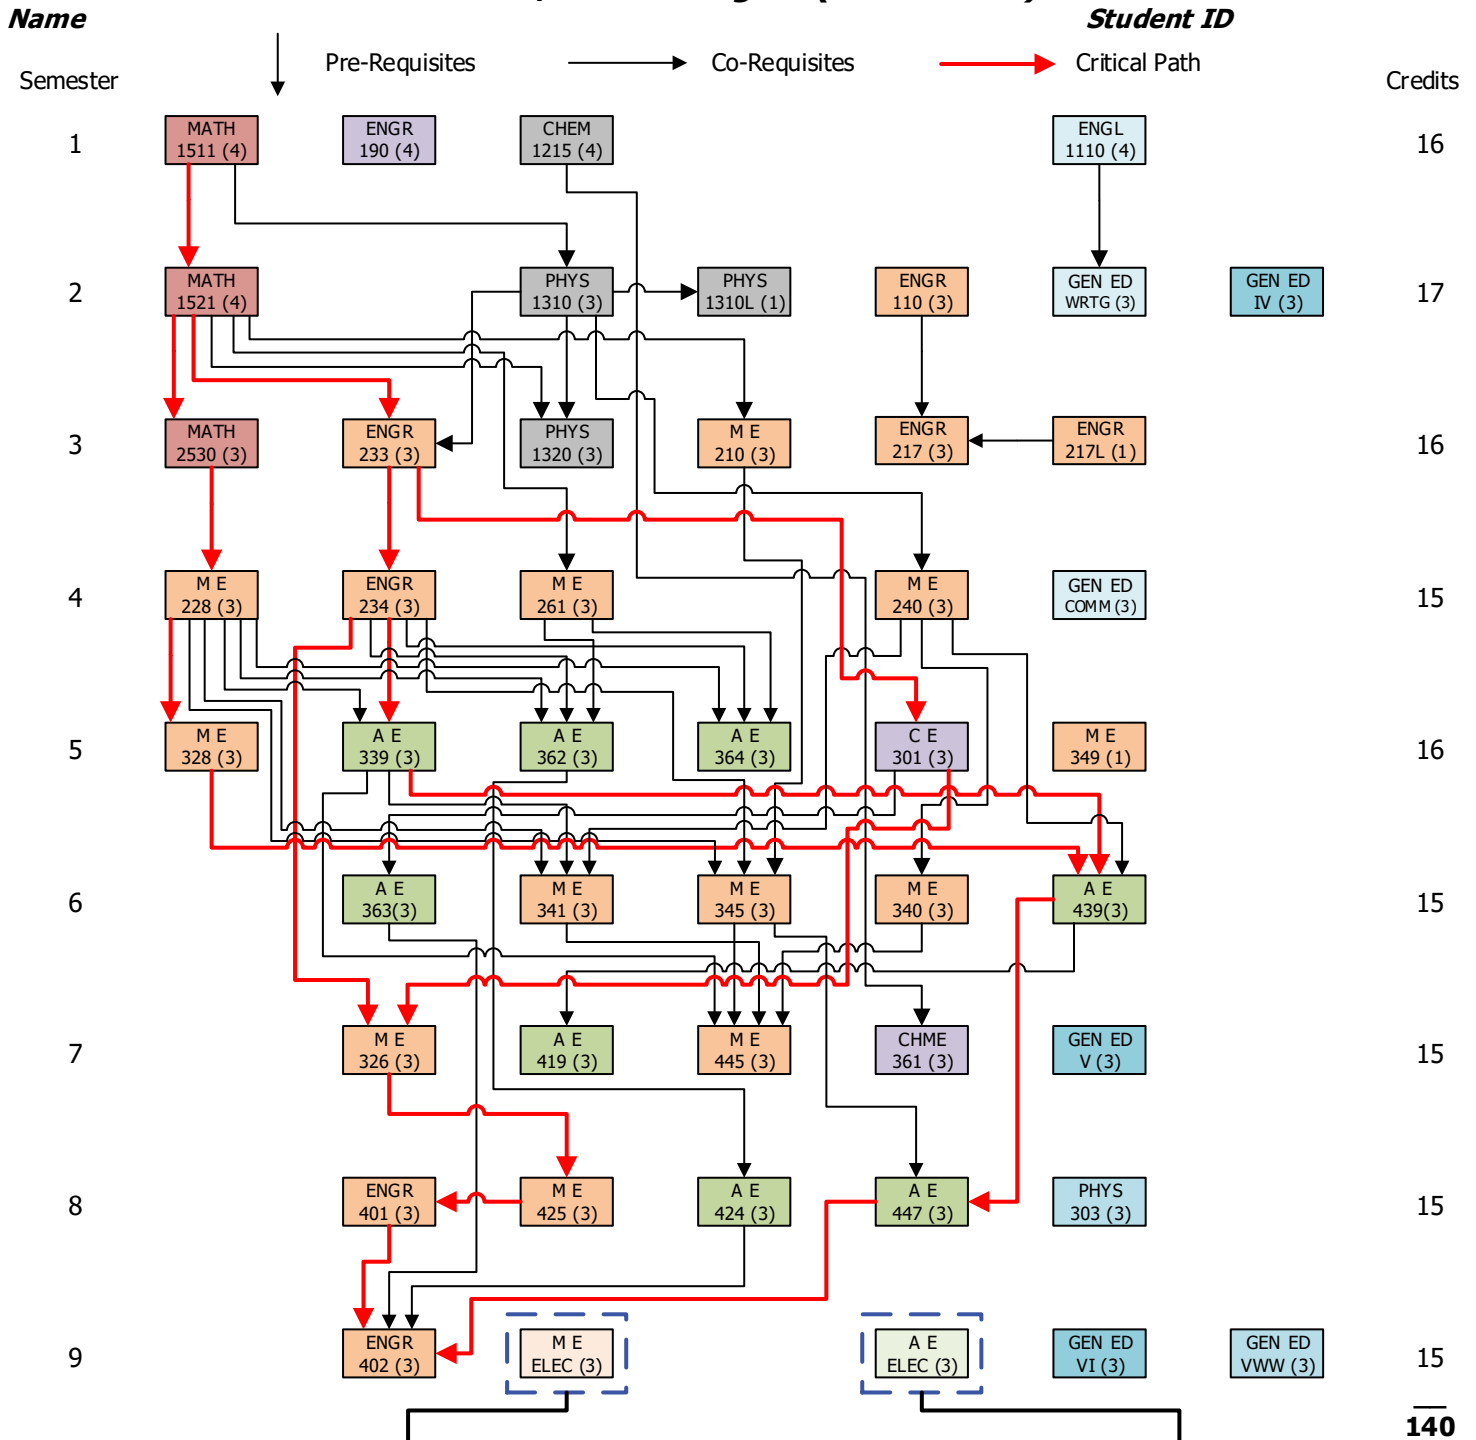 Name
Student ID
Pre-Requisites
Co-Requisites
Critical Path
Semester
Credits
1
MATH
1511 (4)
ENGR
190 (4)
CHEM
1215 (4)
ENGL
1110 (4)
16
2
MATH
1521 (4)
PHYS
1310 (3)
PHYS
1310L (1)
ENGR
110 (3)
GEN ED
WRTG (3)
GEN ED
IV (3)
17
3
MATH
2530 (3)
ENGR
233 (3)
PHYS
1320 (3)
M E
210 (3)
ENGR
217 (3)
ENGR
217L (1)
16
4
M E
228 (3)
ENGR
234 (3)
M E
261 (3)
M E
240 (3)
GEN ED
COMM (3)
15
5
M E
328 (3)
A E
339 (3)
A E
362 (3)
A E
364 (3)
C E
301 (3)
M E
349 (1)
16
6
A E
363(3)
M E
341 (3)
M E
345 (3)
M E
340 (3)
A E
439(3)
15
7
M E
326 (3)
A E
419 (3)
M E
445 (3)
CHME
361 (3)
GEN ED
V (3)
15
8
ENGR
401 (3)
M E
425 (3)
A E
424 (3)
A E
447 (3)
PHYS
303 (3)
15
9
ENGR
402 (3)
M E
ELEC (3)
A E
ELEC (3)
GEN ED
VI (3)
GEN ED
VWW (3)
15
140